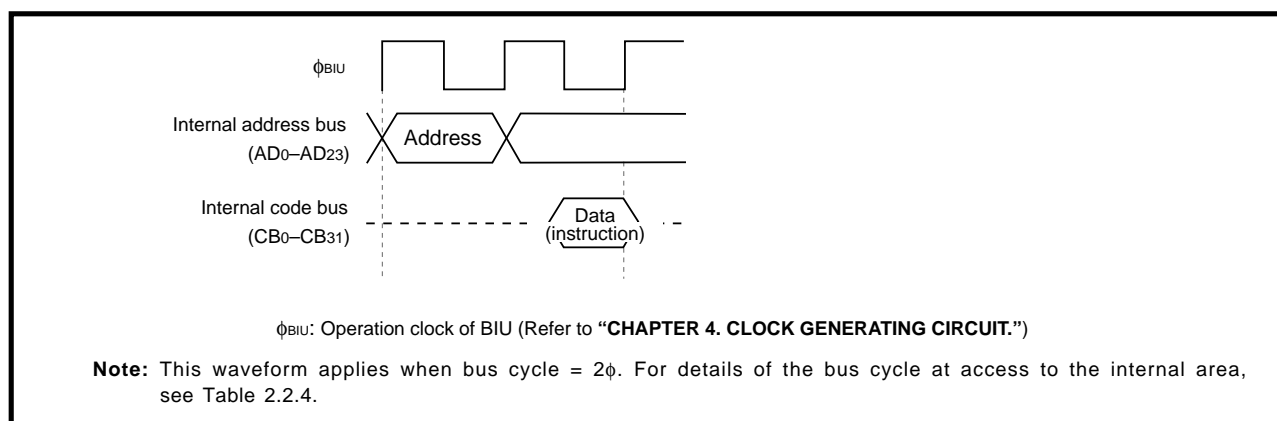 φBIU
Internal address bus
(AD0–AD23)
Address
Internal code bus
(CB0–CB31)
Data
(instruction)
φBIU: Operation clock of BIU (Refer to “CHAPTER 4. CLOCK GENERATING CIRCUIT.”)
Note: This waveform applies when bus cycle = 2φ. For details of the bus cycle at access to the internal area,
see Table 2.2.4.